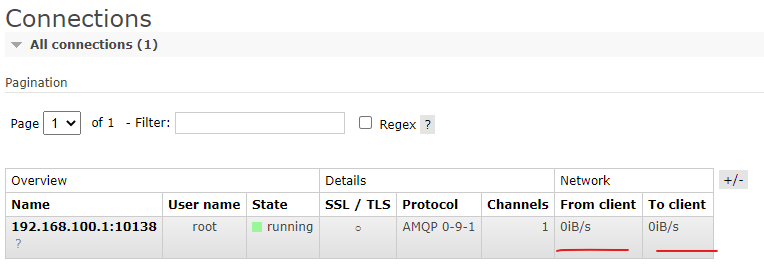 Connections
All connections (1)
Pagination
Page 1 of 1 - Filter: Regex ?
Overview Details Network +/-
Name User name State SSL / TLS Protocol Channels From client To client
192.168.100.1:10138 root running ○ AMQP 0-9-1 1 0iB/s 0iB/s
?